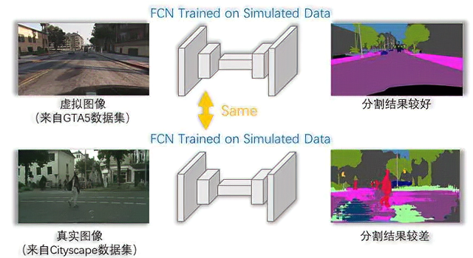 FCN Trained on Simulated Data
虚拟图像
(来自GTA5数据集)
分割结果较好
Same
FCN Trained on Simulated Data
真实图像
(来自Cityscape数据集)
分割结果较差